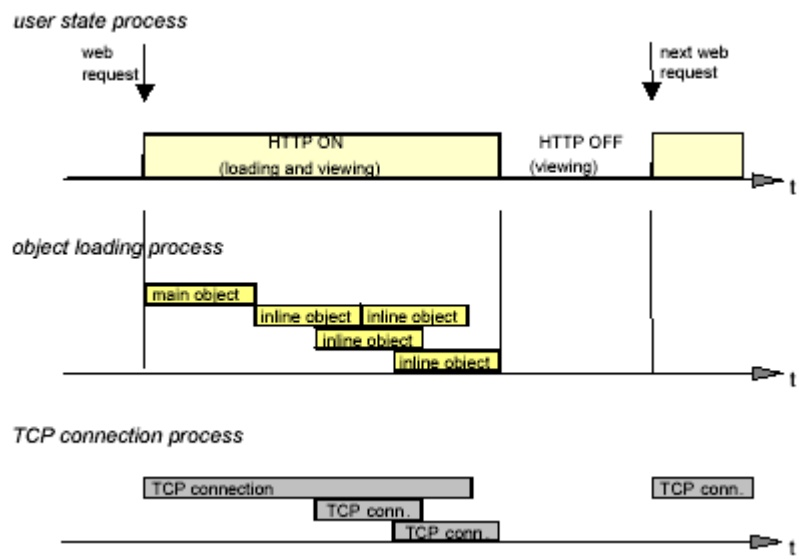 user state process
web
request
next web
request
HTTP ON
(loading and viewing)
HTTP OFF
(viewing)
t
object loading process
main object
inline object inline object
inline object
inline object
t
TCP connection process
TCP connection
TCP conn.
TCP conn.
TCP conn.
t